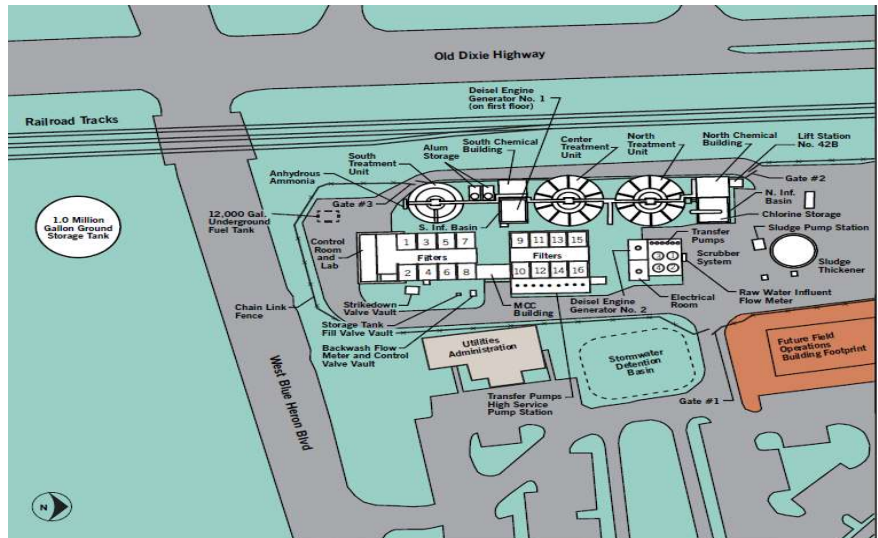 Old Dixie Highway
Railroad Tracks
Deisel Engine
Generator No. 1
(on first floor)
South Chemical
Building
Alum
Storage
South
Treatment
Unit
Center
Treatment
Unit
North
Treatment
Unit
North Chemical
Building
Lift Station
No. 42B
Anhydrous
Ammonia
Gate #3
Gate #2
N. Inf.
Basin
Chlorine Storage
12,000 Gal.
Underground
Fuel Tank
1.0 Million
Gallon Ground
Storage Tank
S. Inf. Basin
Transfer
Pumps
Sludge Pump Station
Control
Room
and Lab
1 3 5 7
Filters
2 4 6 8
9 11 13 15
Filters
10 12 14 16
Scrubber
System
Sludge
Thickener
Raw Water Influent
Flow Meter
Chain Link
Fence
Strikedown
Valve Vault
MCC
Building
Deisel Engine
Generator No. 2
Electrical
Room
Storage Tank
Fill Valve Vault
Backwash Flow
Meter and Control
Valve Vault
Utilities
Administration
Stormwater
Detention
Basin
Future Field
Operations
Building Footprint
Transfer Pumps
High Service
Pump Station
Gate #1
West Blue Heron Blvd
N